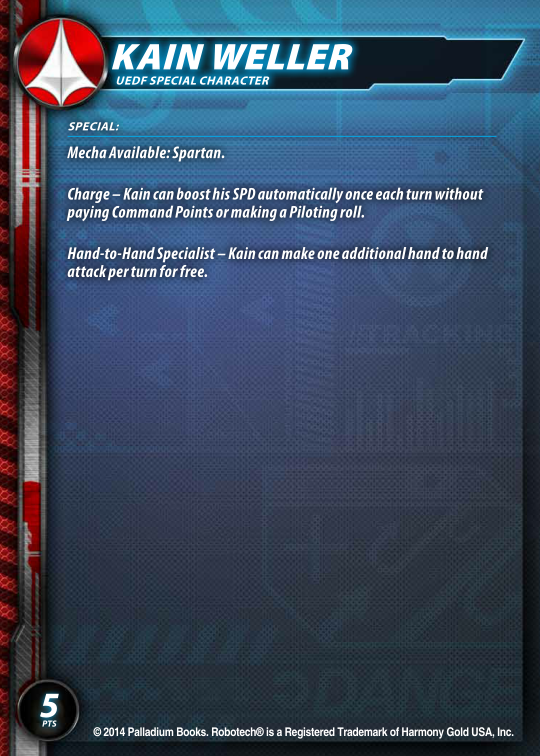 KAIN WELLER
UEDF SPECIAL CHARACTER
SPECIAL:
Mecha Available: Spartan.
Charge – Kain can boost his SPD automatically once each turn without
paying Command Points or making a Piloting roll.
Hand-to-Hand Specialist – Kain can make one additional hand to hand
attack per turn for free.
TRACKING
5
PTS
© 2014 Palladium Books. Robotech® is a Registered Trademark of Harmony Gold USA, Inc.